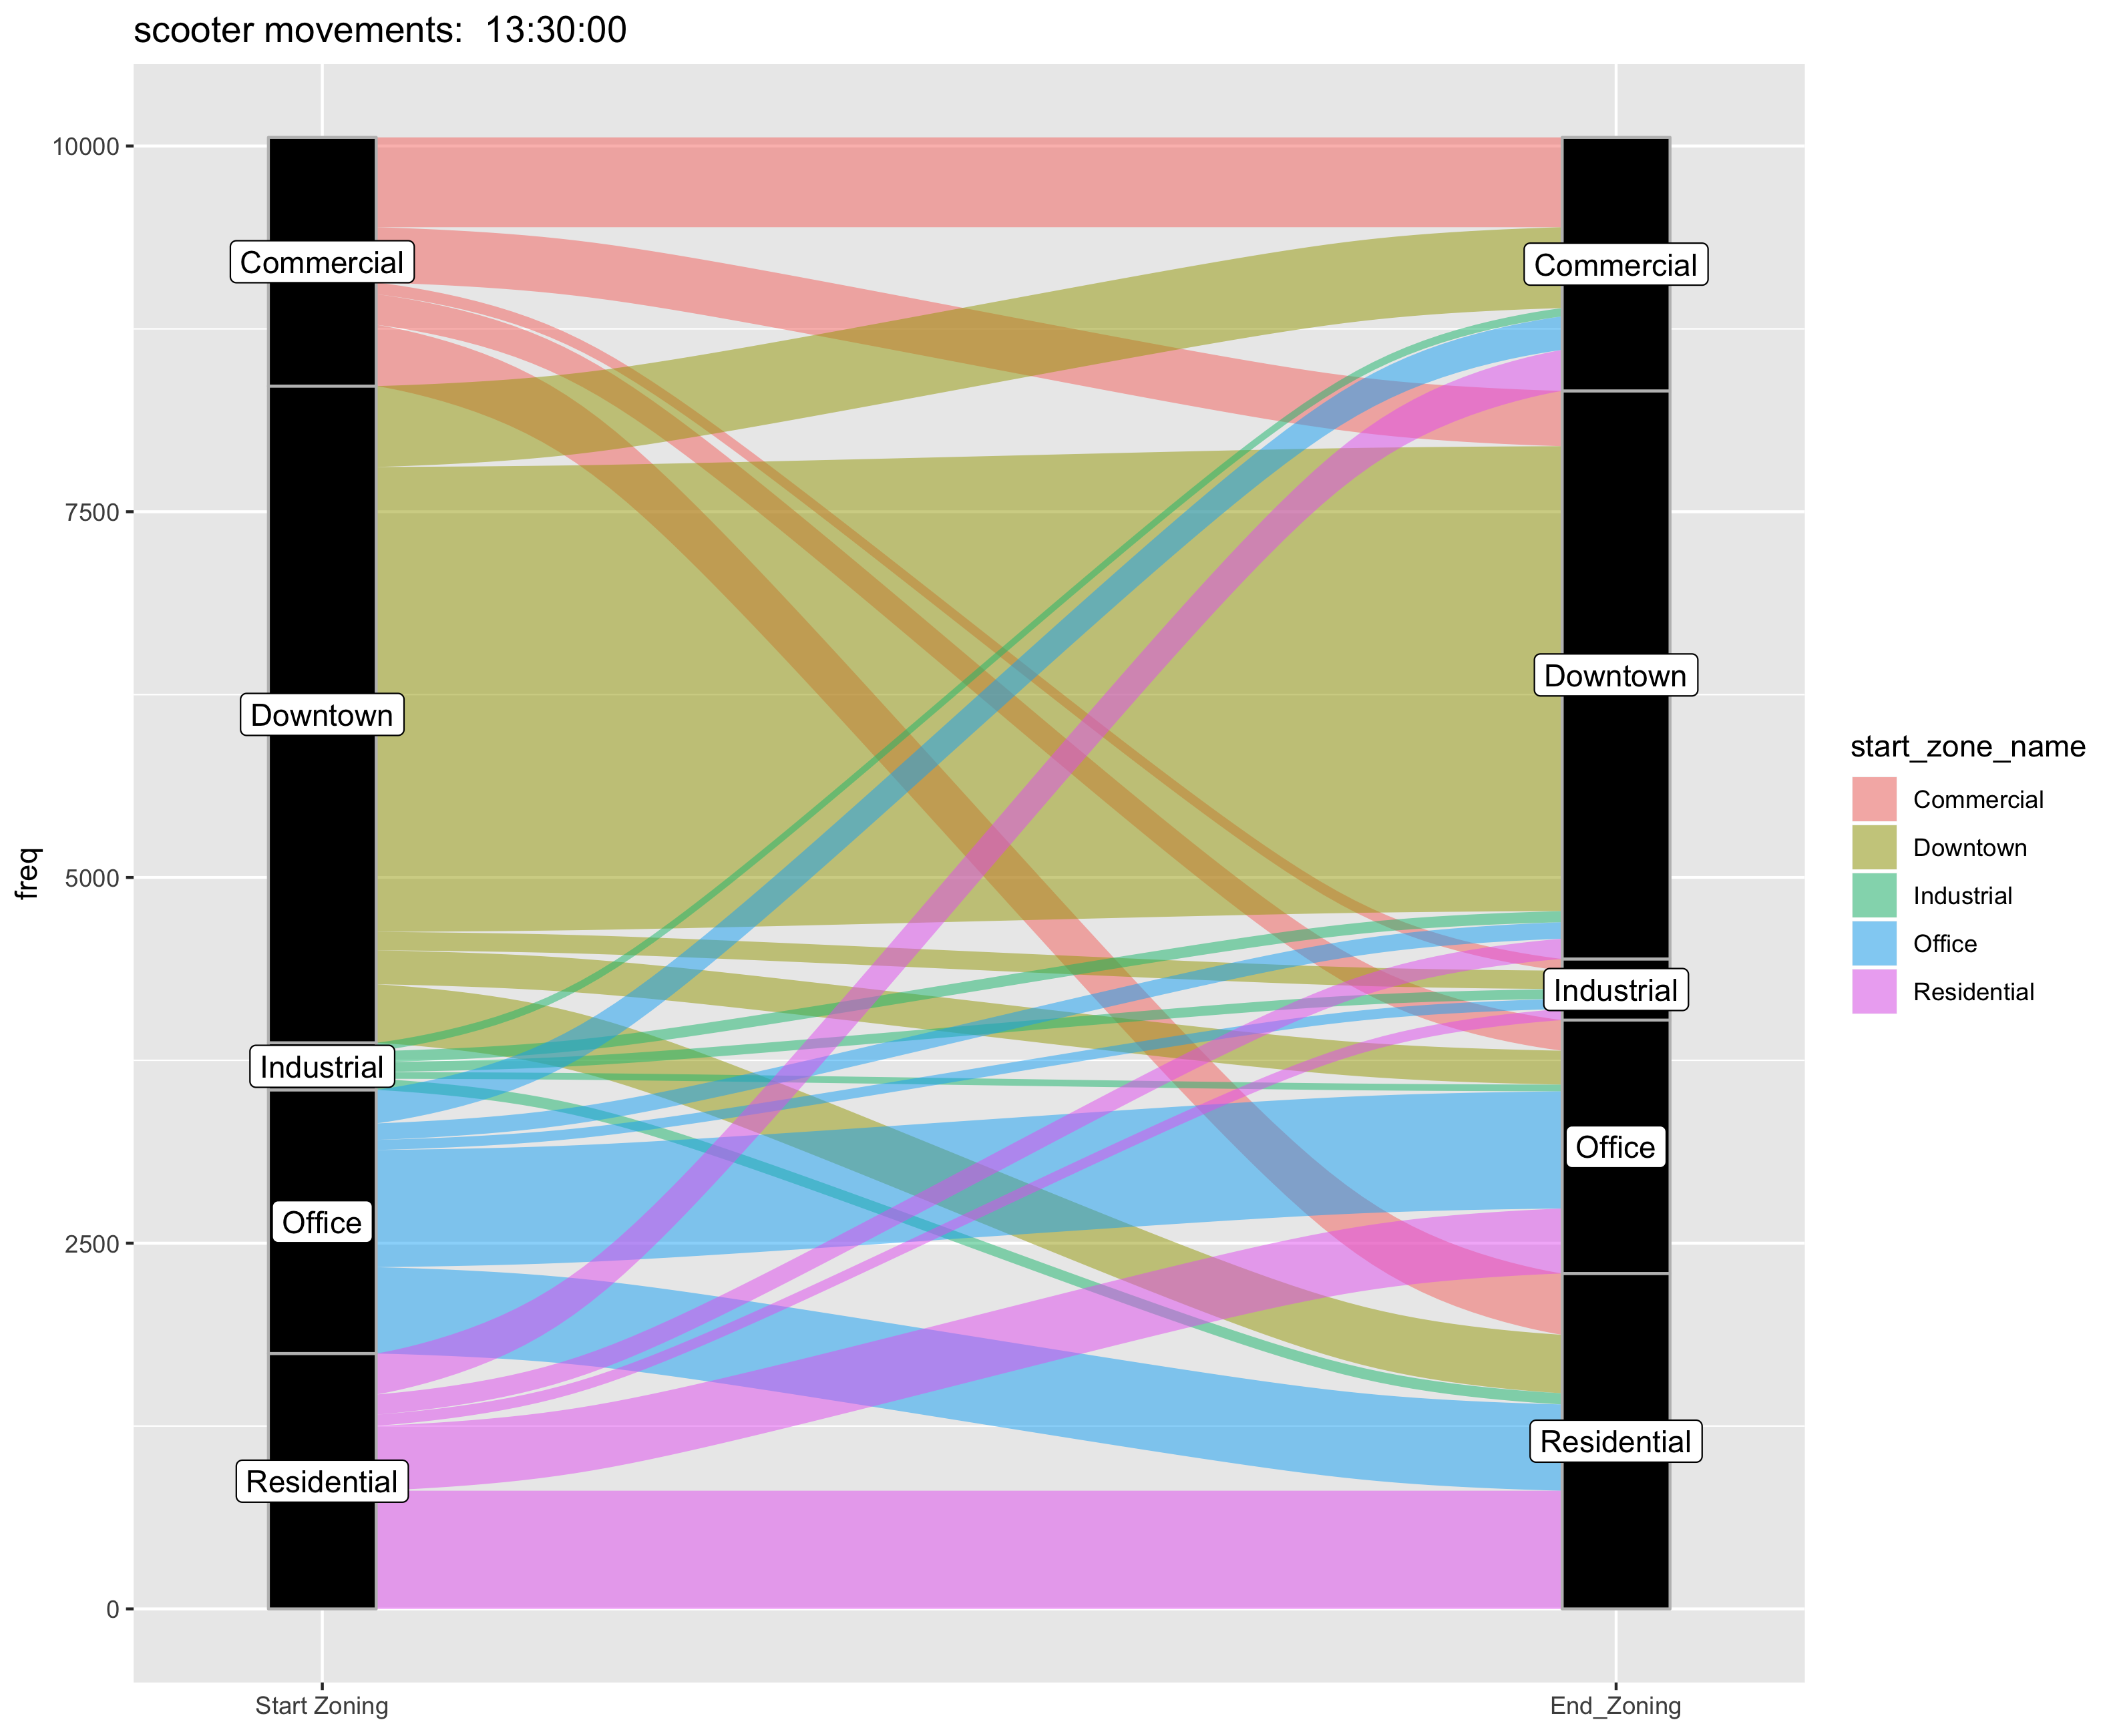 scooter movements:  13:30:00
10000
7500
5000
2500
0
freq
Commercial
Downtown
Industrial
Office
Residential
Commercial
Downtown
Industrial
Office
Residential
Start Zoning
End_Zoning
start_zone_name
Commercial
Downtown
Industrial
Office
Residential